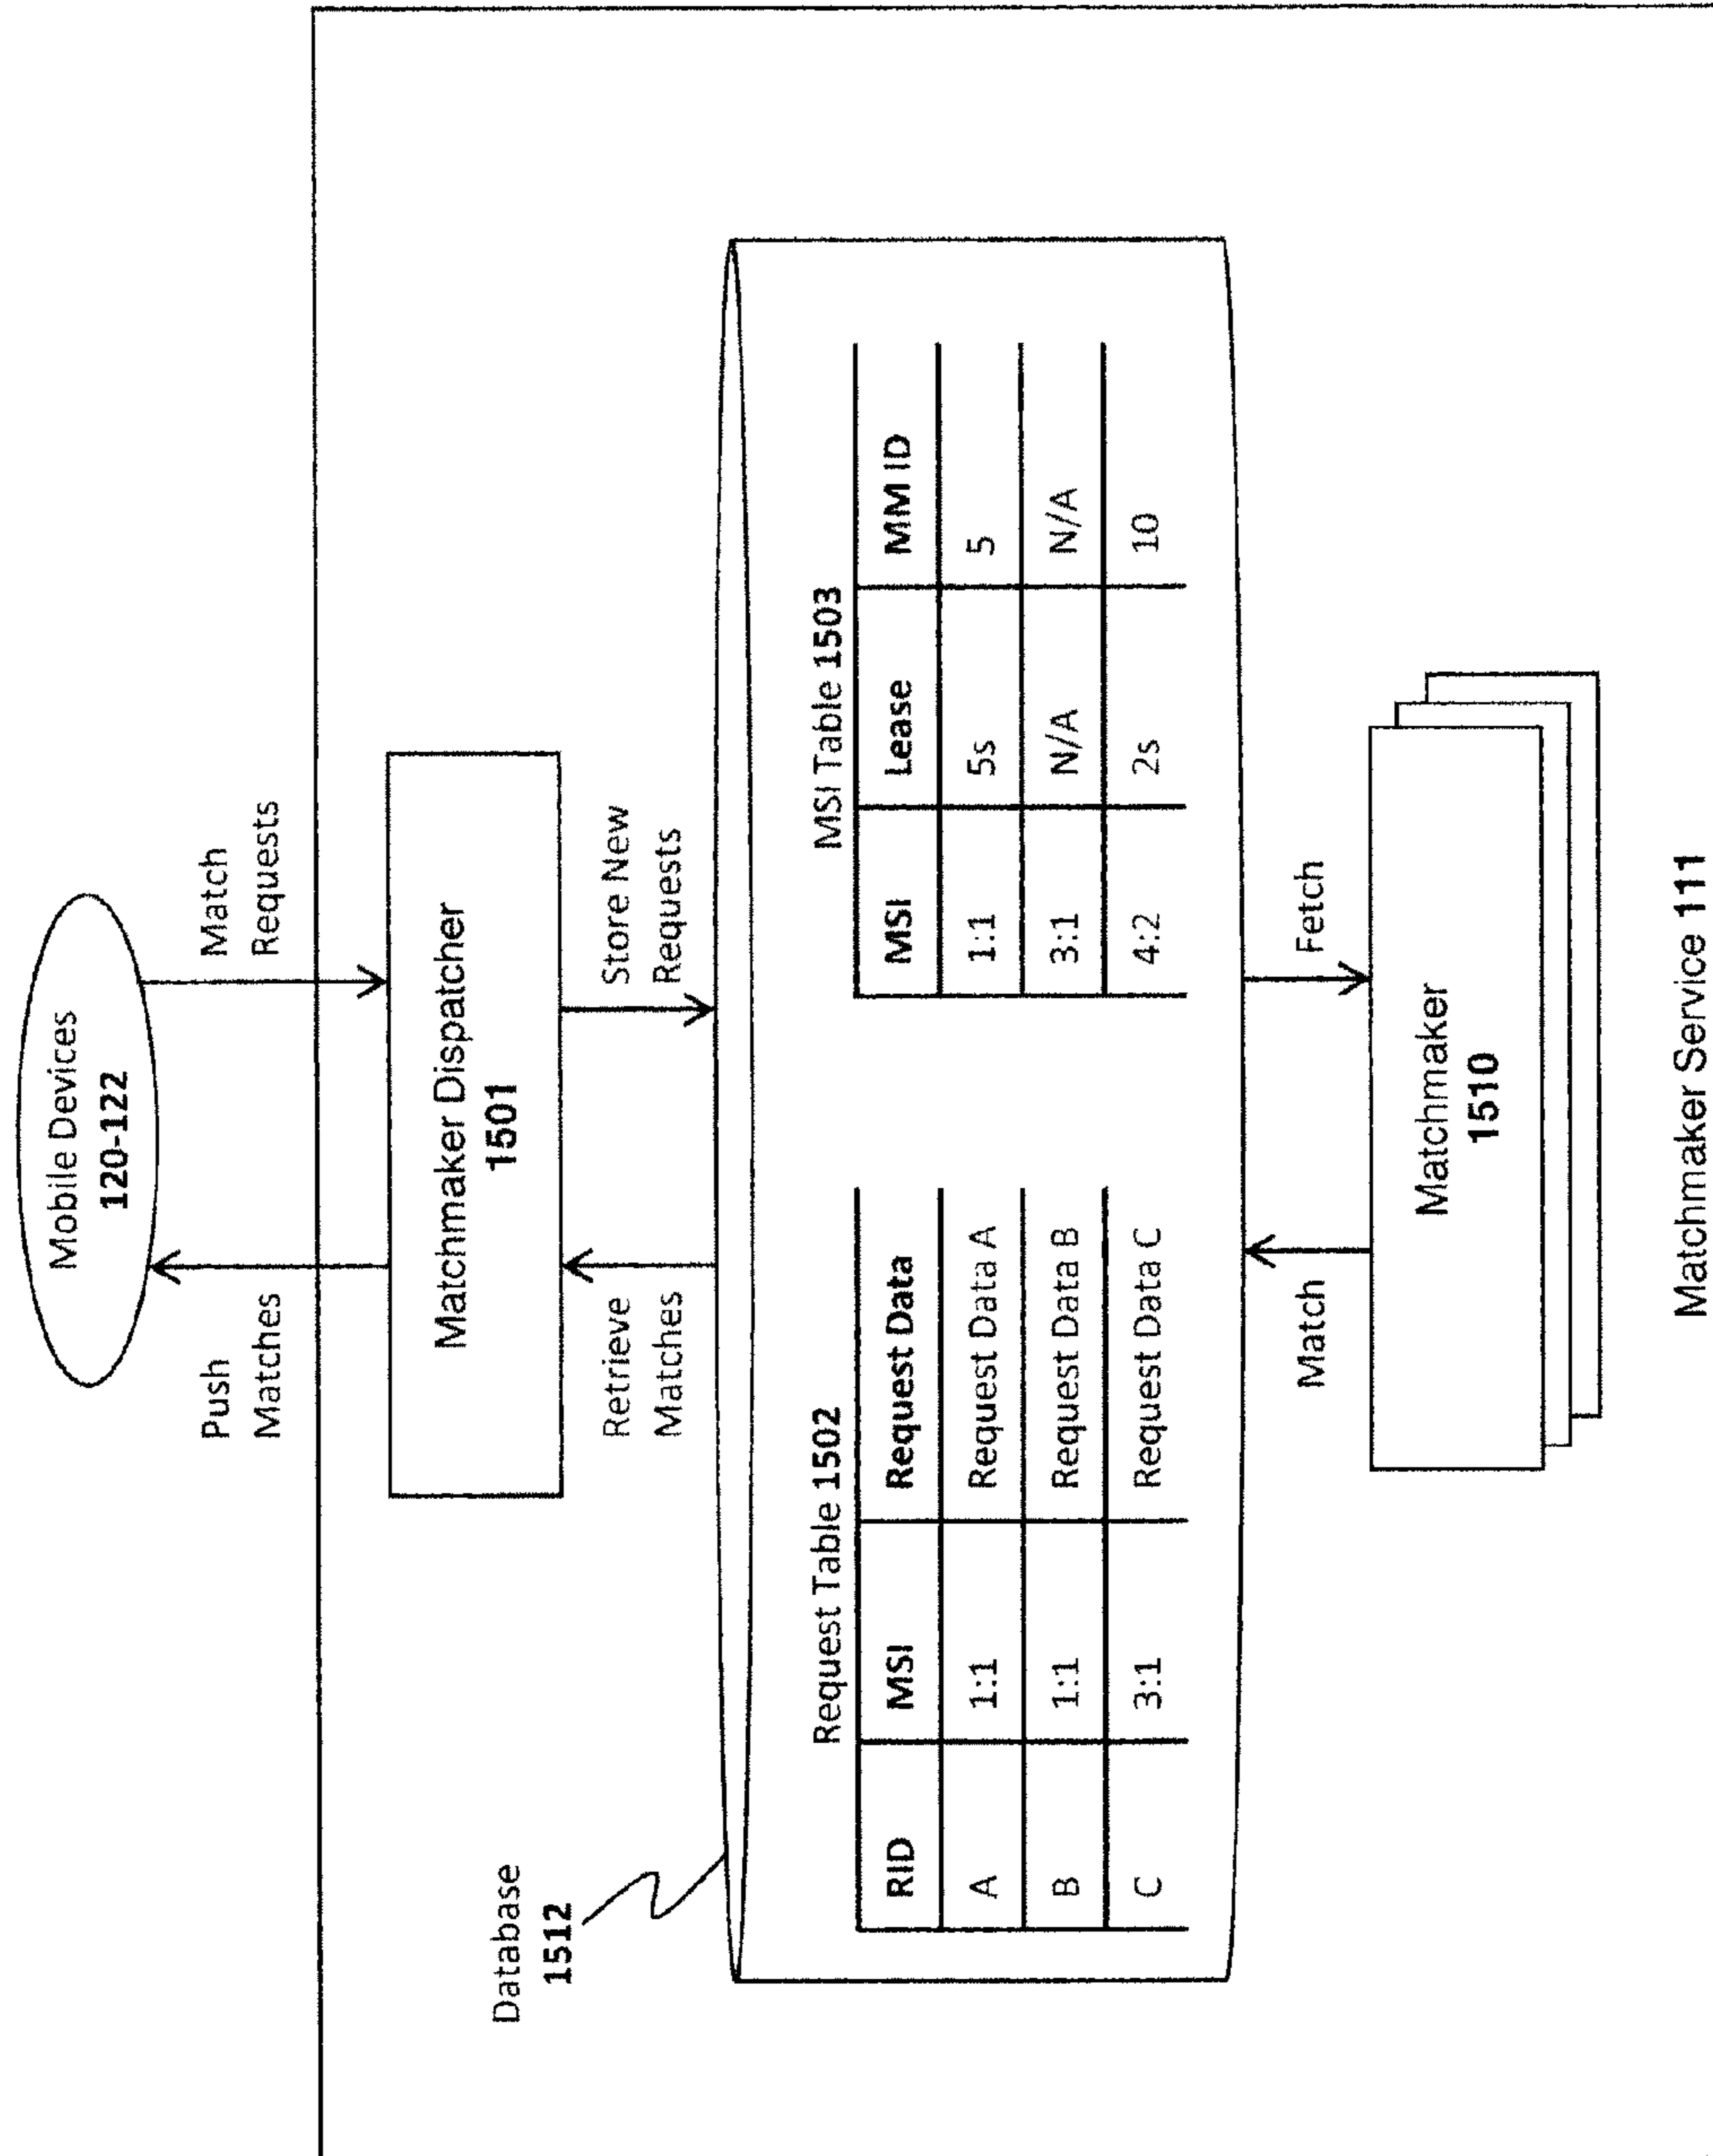 Mobile Devices
120-122
Push
Matches
Match
Requests
Matchmaker Dispatcher
1501
Retrieve
Matches
Store New
Requests
Database
1512
Request Table 1502
RID MSI Request Data
A 1:1 Request Data A
B 1:1 Request Data B
C 3:1 Request Data C
MSI Table 1503
MSI Lease MM ID
1:1 5s 5
3:1 N/A N/A
4:2 2s 10
Match
Fetch
Matchmaker
1510
Matchmaker Service 111